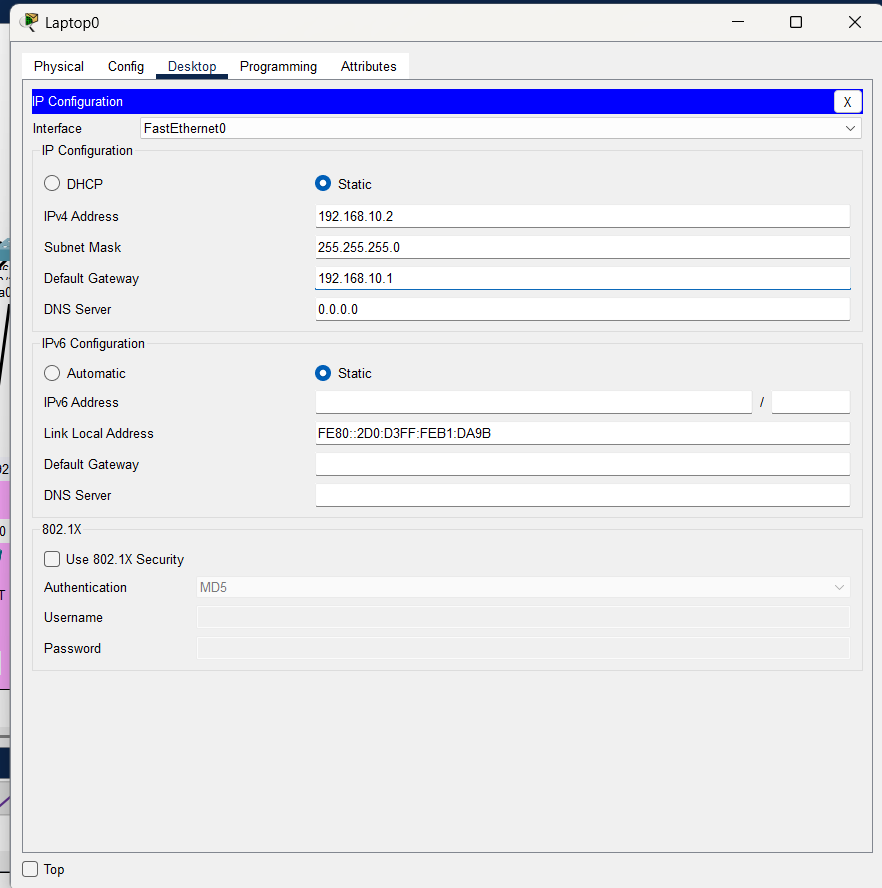 Laptop0
Physical Config Desktop Programming Attributes
IP Configuration X
Interface FastEthernet0
IP Configuration
DHCP Static
IPv4 Address 192.168.10.2
Subnet Mask 255.255.255.0
Default Gateway 192.168.10.1
DNS Server 0.0.0.0
IPv6 Configuration
Automatic Static
IPv6 Address /
Link Local Address FE80::2D0:D3FF:FEB1:DA9B
Default Gateway
DNS Server
802.1X
Use 802.1X Security
Authentication MD5
Username
Password
Top